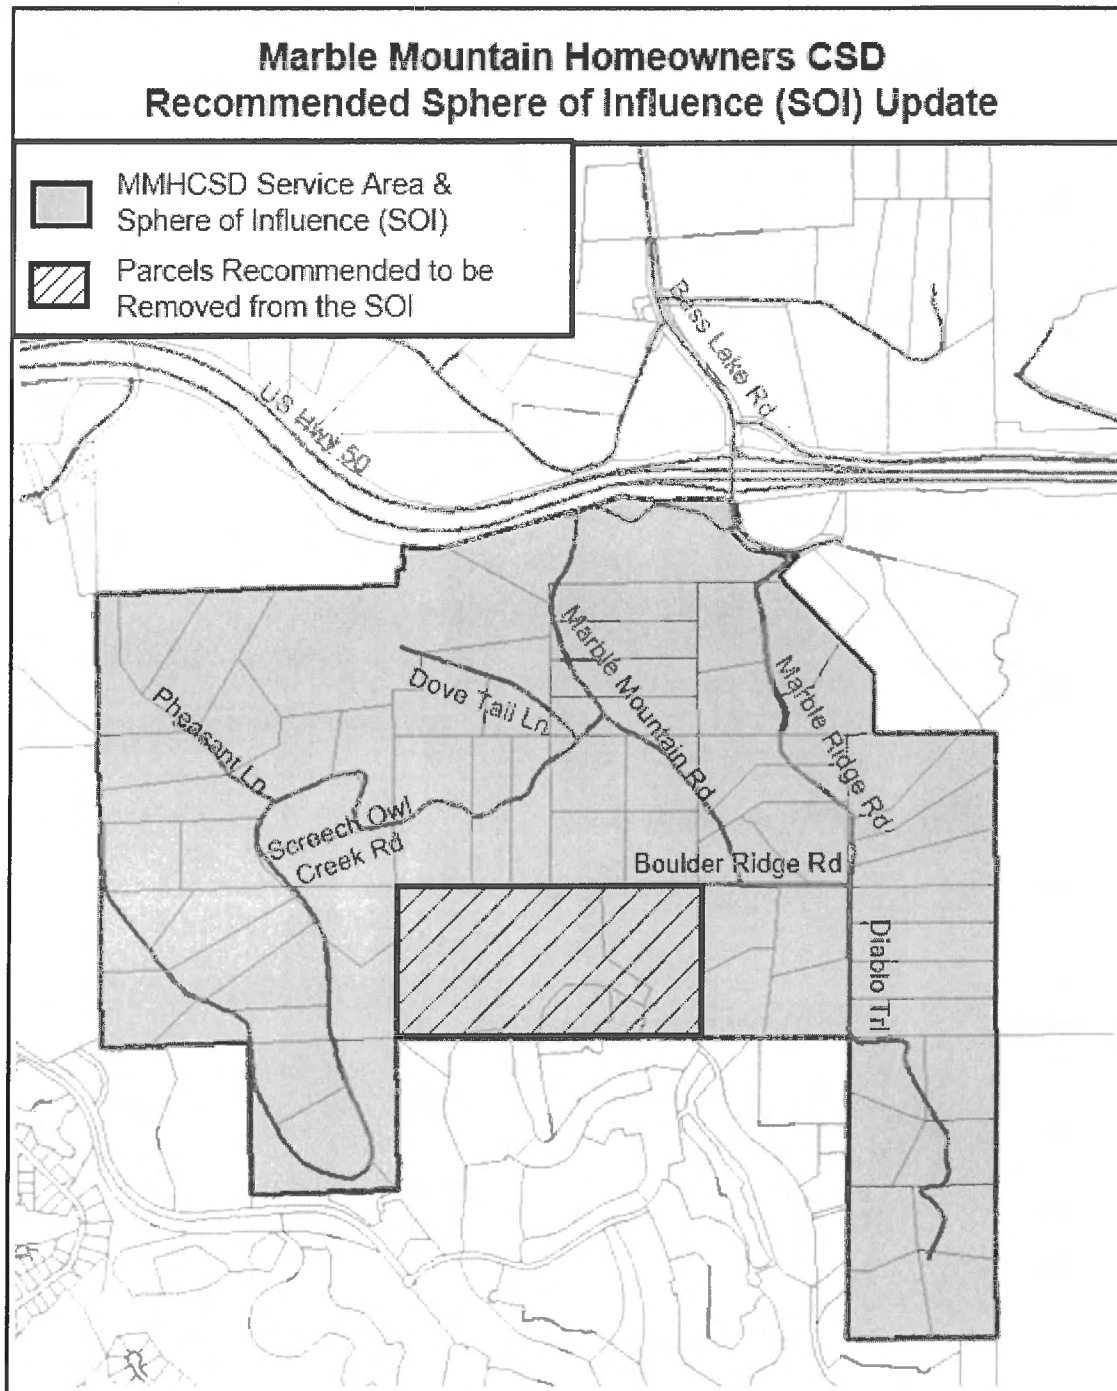 Marble Mountain Homeowners CSD
Recommended Sphere of Influence (SOI) Update
MMHCSD Service Area &
Sphere of Influence (SOI)
Parcels Recommended to be
Removed from the SOI
Bass Lake Rd
US Hwy 50
Marble Mountain Rd
Marble Ridge Rd
Dove Tail Ln
Pheasant Ln
Screech Owl
Creek Rd
Boulder Ridge Rd
Diablo Trl